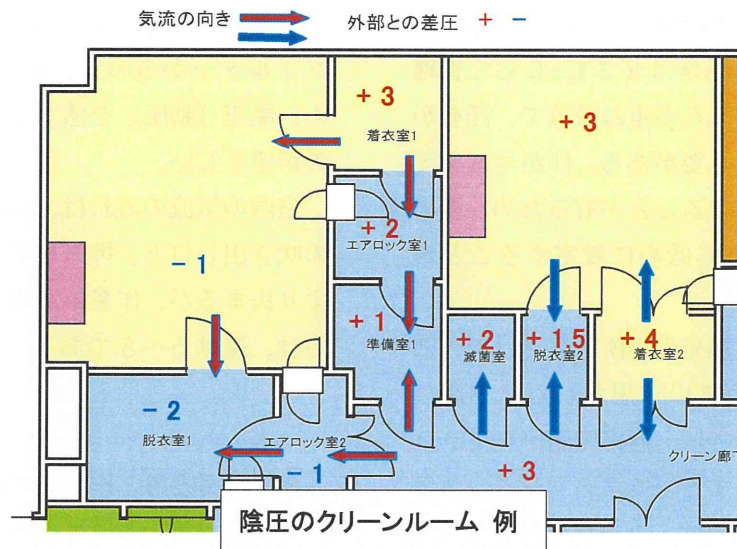 気流の向き 外部との差圧 + −
+ 3
着衣室1
+ 3
+ 2
エアロック室1
− 1
+ 1
準備室1
+ 2
滅菌室
+ 1.5
脱衣室2
+ 4
着衣室2
− 2
脱衣室1
エアロック室2
− 1
+ 3
クリーン廊下
陰圧のクリーンルーム 例